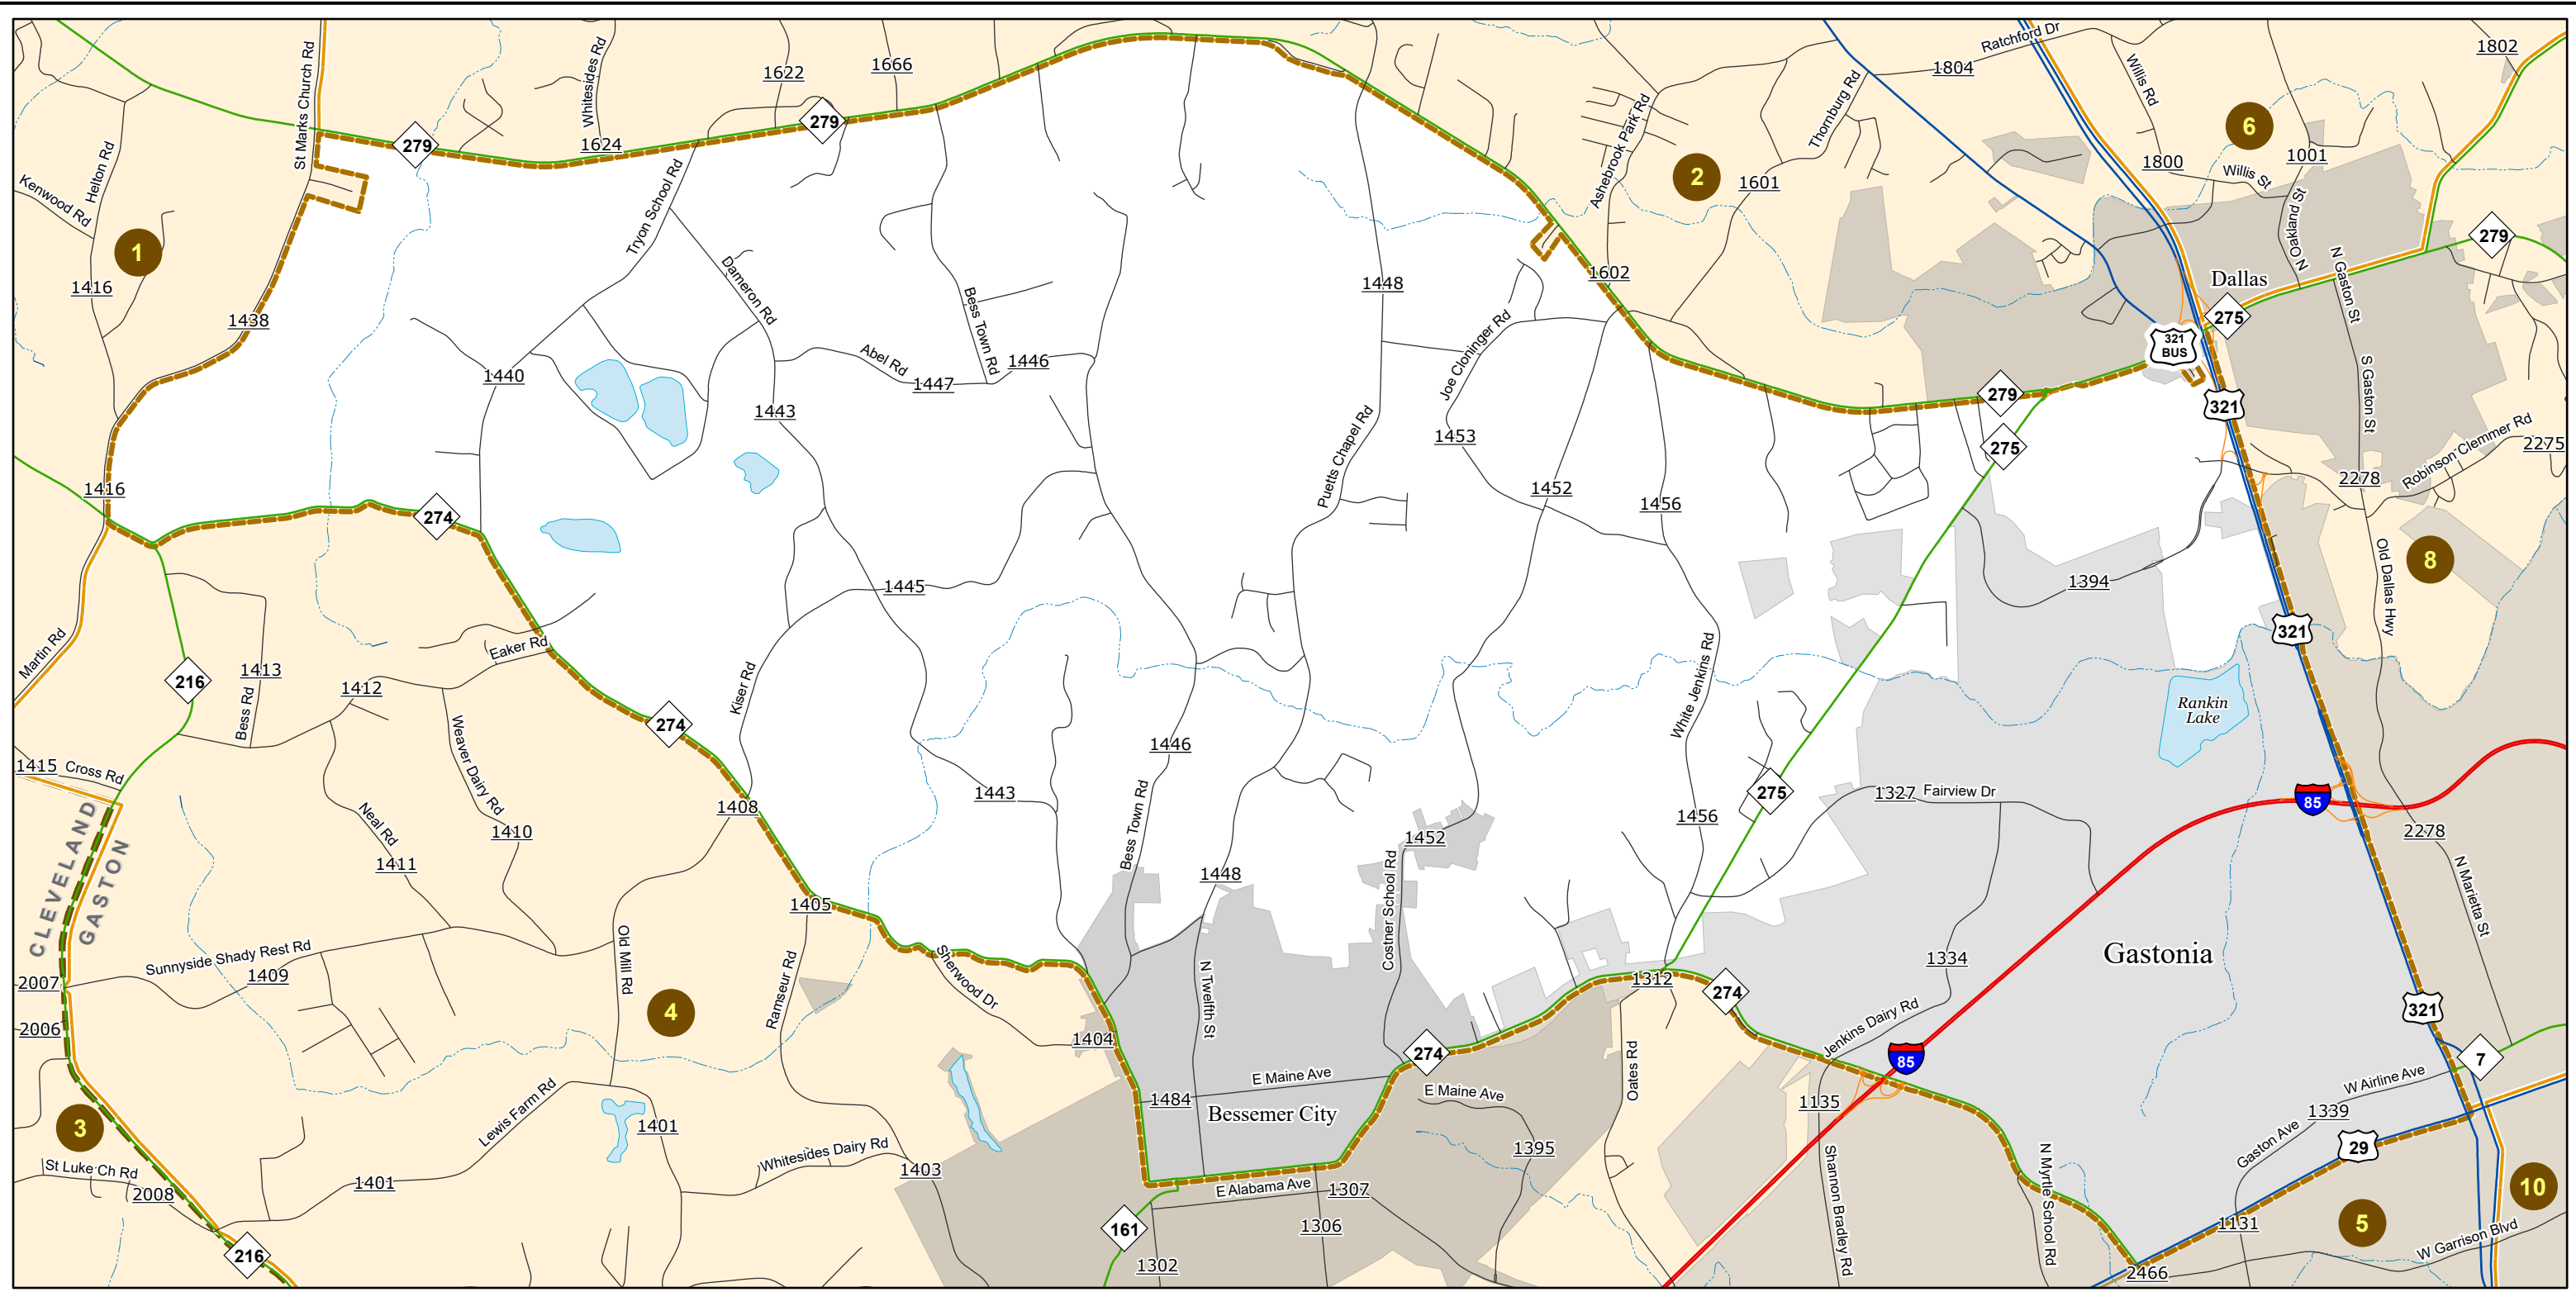 St Marks Church Rd
Whitesides Rd
1622
1666
Ratchford Dr
1804
1802
Willis Rd
Thornburg Rd
Ashebrook Park Rd
6
279
279
1624
Helton Rd
Kenwood Rd
2
1601
1800
1001
Willis St
Tryon School Rd
N Oakland St
279
1
1416
1438
Dameron Rd
Bess Town Rd
1448
1602
Dallas
N Gaston St
275
321
BUS
Joe Cloninger Rd
Abel Rd
1446
1447
1440
1443
S Gaston St
279
321
275
Puetts Chapel Rd
1453
Robinson Clemmer Rd
2275
2278
1416
274
1452
1456
Old Dallas Hwy
8
1394
1445
321
Martin Rd
Eaker Rd
1413
216
Bess Rd
1412
Kiser Rd
White Jenkins Rd
Rankin
Lake
274
Weaver Dairy Rd
1446
1415
Cross Rd
1443
275
1327
Fairview Dr
85
1408
Neal Rd
1410
Bess Town Rd
1452
1456
2278
CLEVELAND
GASTON
1411
1448
N Marietta St
1405
Costner School Rd
Old Mill Rd
Sunnyside Shady Rest Rd
1409
Ramseur Rd
Sherwood Dr
N Twelfth St
1312
274
1334
Gastonia
2007
4
321
2006
1404
274
Oates Rd
Jenkins Dairy Rd
85
7
E Maine Ave
E Maine Ave
W Airline Ave
1484
Bessemer City
1135
1339
3
Lewis Farm Rd
1401
Gaston Ave
29
1395
Whitesides Dairy Rd
St Luke Ch Rd
1403
Shannon Bradley Rd
N Myrtle School Rd
10
2008
1401
E Alabama Ave
1307
161
1306
1131
5
216
W Garrison Blvd
1302
2466